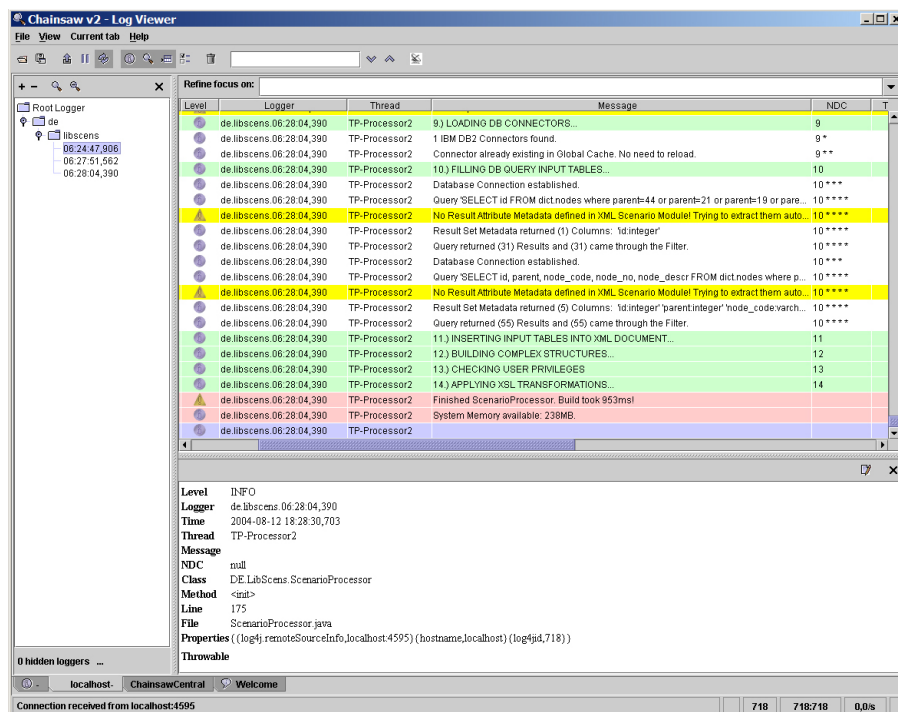 Chainsaw v2 - Log Viewer
File View Current tab Help
Refine focus on:
Root Logger
de
libscens
06:24:47,906
06:27:51,562
06:28:04,390
Level Logger Thread Message NDC T
de.libscens.06:28:04,390 TP-Processor2 9.) LOADING DB CONNECTORS... 9
de.libscens.06:28:04,390 TP-Processor2 1 IBM DB2 Connectors found. 9 *
de.libscens.06:28:04,390 TP-Processor2 Connector already existing in Global Cache. No need to reload. 9 * *
de.libscens.06:28:04,390 TP-Processor2 10.) FILLING DB QUERY INPUT TABLES... 10
de.libscens.06:28:04,390 TP-Processor2 Database Connection established. 10 * * *
de.libscens.06:28:04,390 TP-Processor2 Query 'SELECT id FROM dict.nodes where parent=44 or parent=21 or parent=19 or pare... 10 * * * *
de.libscens.06:28:04,390 TP-Processor2 No Result Attribute Metadata defined in XML Scenario Module! Trying to extract them auto... 10 * * * *
de.libscens.06:28:04,390 TP-Processor2 Result Set Metadata returned (1) Columns: 'id:integer' 10 * * * *
de.libscens.06:28:04,390 TP-Processor2 Query returned (31) Results and (31) came through the Filter. 10 * * * *
de.libscens.06:28:04,390 TP-Processor2 Database Connection established. 10 * * *
de.libscens.06:28:04,390 TP-Processor2 Query 'SELECT id, parent, node_code, node_no, node_descr FROM dict.nodes where p... 10 * * * *
de.libscens.06:28:04,390 TP-Processor2 No Result Attribute Metadata defined in XML Scenario Module! Trying to extract them auto... 10 * * * *
de.libscens.06:28:04,390 TP-Processor2 Result Set Metadata returned (5) Columns: 'id:integer' 'parent:integer' 'node_code:varch... 10 * * * *
de.libscens.06:28:04,390 TP-Processor2 Query returned (55) Results and (55) came through the Filter. 10 * * * *
de.libscens.06:28:04,390 TP-Processor2 11.) INSERTING INPUT TABLES INTO XML DOCUMENT... 11
de.libscens.06:28:04,390 TP-Processor2 12.) BUILDING COMPLEX STRUCTURES... 12
de.libscens.06:28:04,390 TP-Processor2 13.) CHECKING USER PRIVILEGES 13
de.libscens.06:28:04,390 TP-Processor2 14.) APPLYING XSL TRANSFORMATIONS... 14
de.libscens.06:28:04,390 TP-Processor2 Finished ScenarioProcessor. Build took 953ms!
de.libscens.06:28:04,390 TP-Processor2 System Memory available: 238MB.
de.libscens.06:28:04,390 TP-Processor2
Level INFO
Logger de.libscens.06:28:04,390
Time 2004-08-12 18:28:30,703
Thread TP-Processor2
Message
NDC null
Class DE.LibScens.ScenarioProcessor
Method <init>
Line 175
File ScenarioProcessor.java
Properties {{log4j.remoteSourceInfo,localhost:4595}{hostname,localhost}{log4jid,718}}
Throwable
0 hidden loggers ...
- localhost- ChainsawCentral Welcome
Connection received from localhost:4595 718 718:718 0,0/s